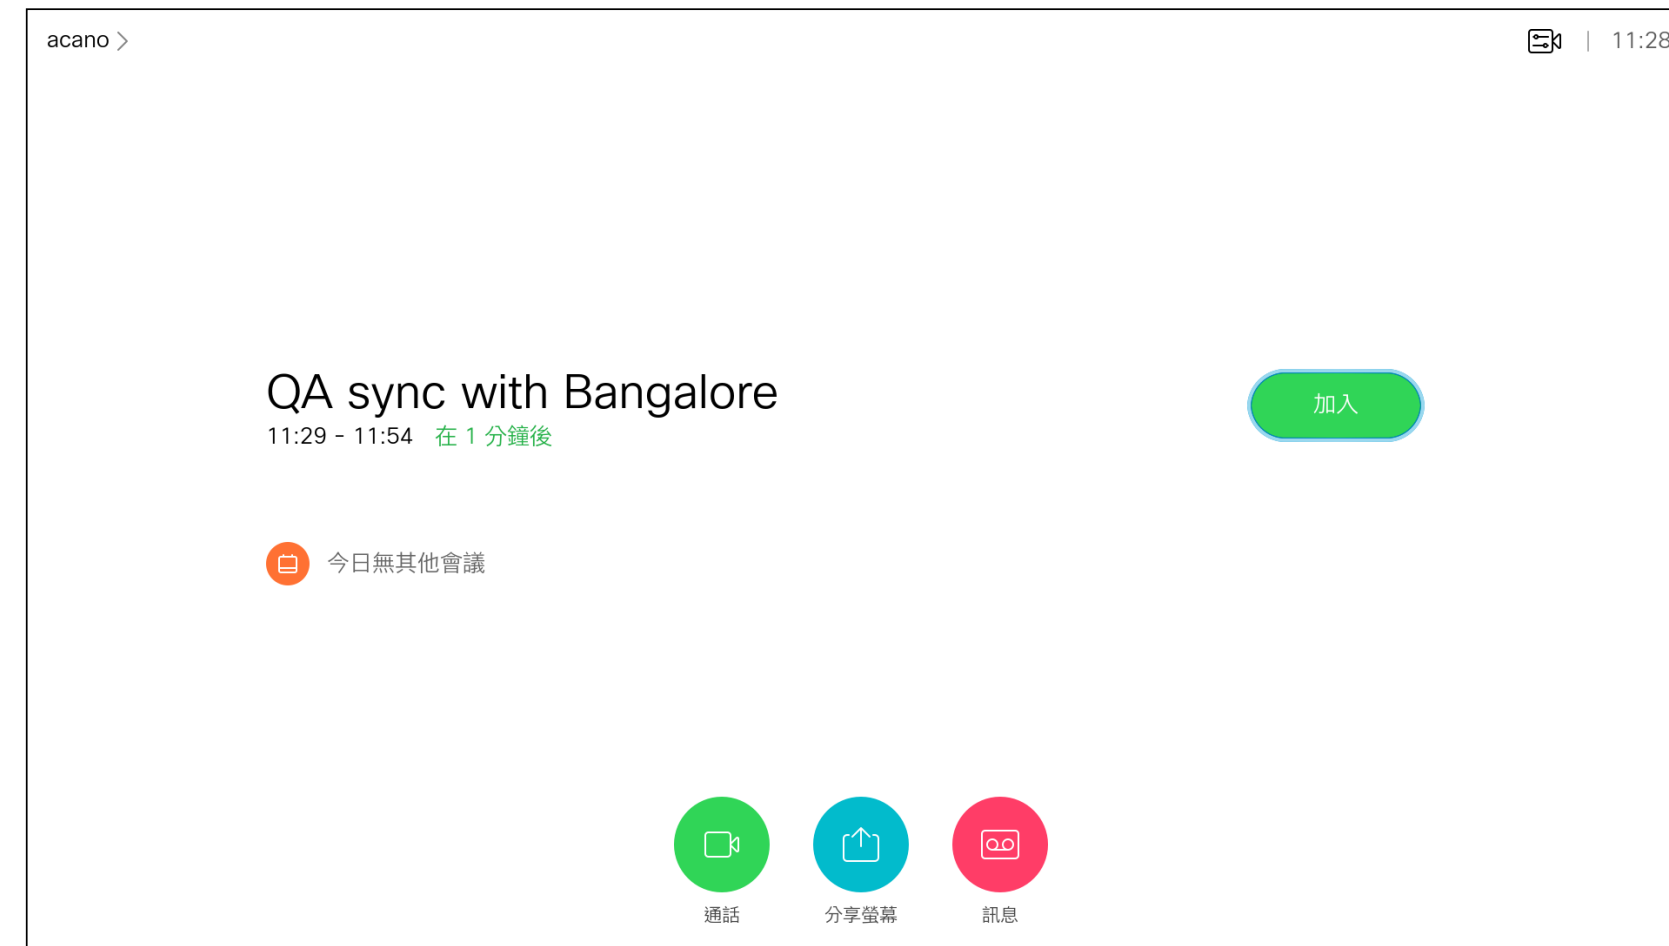 acano
11:28
QA sync with Bangalore
11:29 - 11:54 在 1 分鐘後
加入
今日無其他會議
通話
分享螢幕
訊息